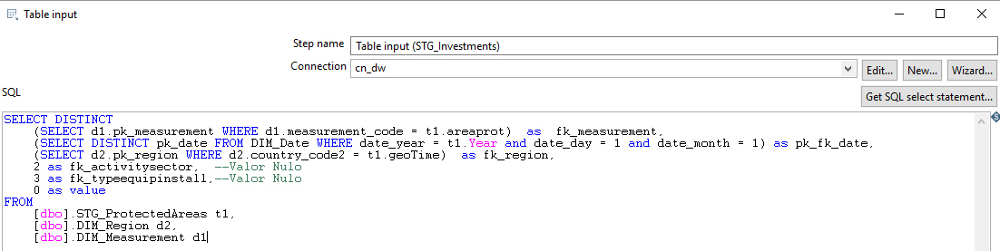 Table input
Step name Table input (STG_Investments)
Connection cn_dw Edit... New... Wizard...
SQL Get SQL select statement...
SELECT DISTINCT
(SELECT d1.pk_measurement WHERE d1.measurement_code = t1.areaprot) as fk_measurement,
(SELECT DISTINCT pk_date FROM DIM_Date WHERE date_year = t1.Year and date_day = 1 and date_month = 1) as pk_fk_date,
(SELECT d2.pk_region WHERE d2.country_code2 = t1.geoTime) as fk_region,
2 as fk_activitysector, --Valor Nulo
3 as fk_typeequipinstall,--Valor Nulo
0 as value
FROM
[dbo].STG_ProtectedAreas t1,
[dbo].DIM_Region d2,
[dbo].DIM_Measurement d1